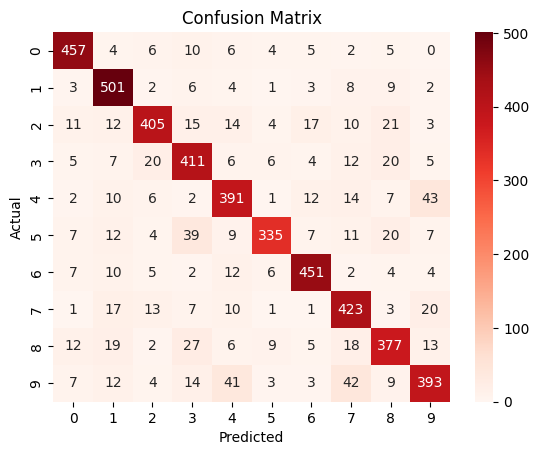 Confusion Matrix
0 457 4 6 10 6 4 5 2 5 0
1 3 501 2 6 4 1 3 8 9 2
2 11 12 405 15 14 4 17 10 21 3
3 5 7 20 411 6 6 4 12 20 5
4 2 10 6 2 391 1 12 14 7 43
5 7 12 4 39 9 335 7 11 20 7
6 7 10 5 2 12 6 451 2 4 4
7 1 17 13 7 10 1 1 423 3 20
8 12 19 2 27 6 9 5 18 377 13
9 7 12 4 14 41 3 3 42 9 393
0 1 2 3 4 5 6 7 8 9
Predicted
Actual
500
400
300
200
100
0